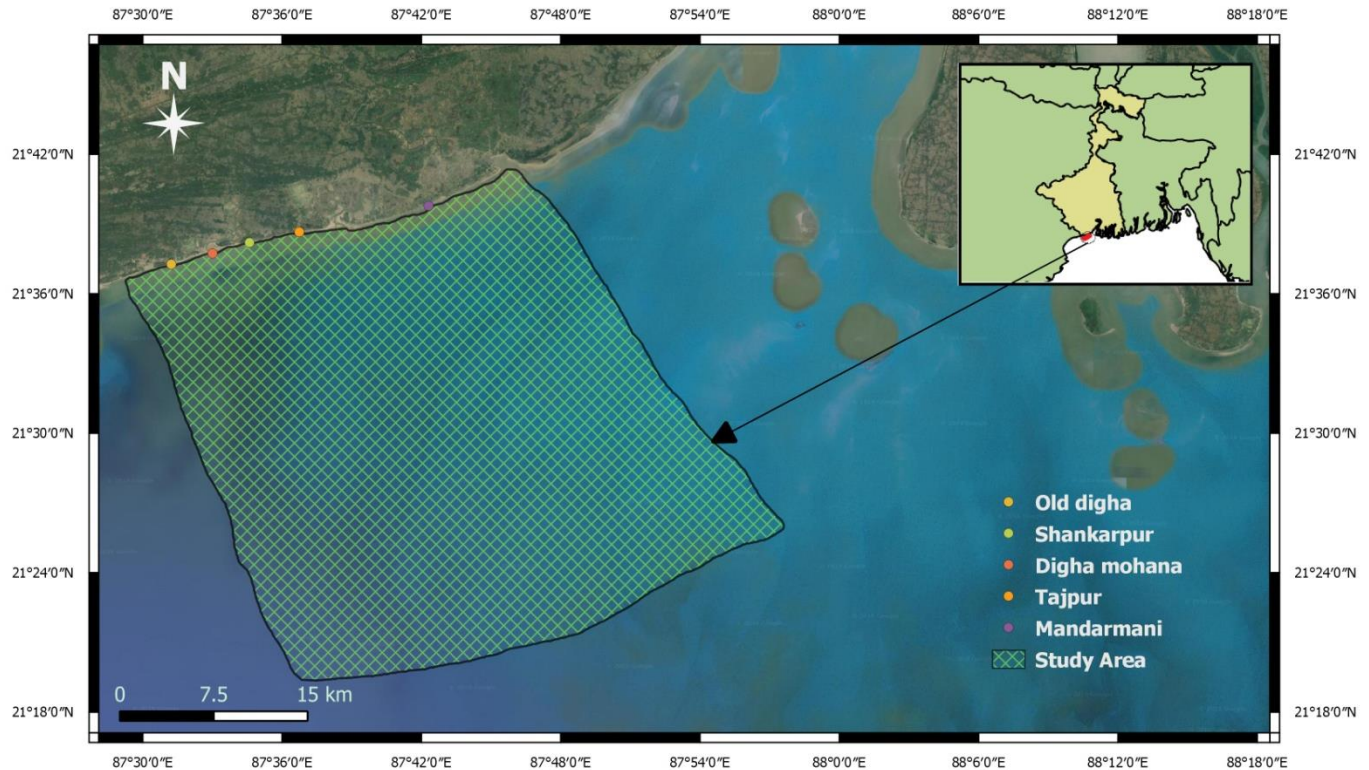 87°30′0″E 87°36′0″E 87°42′0″E 87°48′0″E 87°54′0″E 88°0′0″E 88°6′0″E 88°12′0″E 88°18′0″E
N
21°42′0″N 21°42′0″N
21°36′0″N 21°36′0″N
21°30′0″N 21°30′0″N
Old digha
Shankarpur
Digha mohana
21°24′0″N 21°24′0″N
Tajpur
Mandarmani
Study Area
0 7.5 15 km
21°18′0″N 21°18′0″N
87°30′0″E 87°36′0″E 87°42′0″E 87°48′0″E 87°54′0″E 88°0′0″E 88°6′0″E 88°12′0″E 88°18′0″E